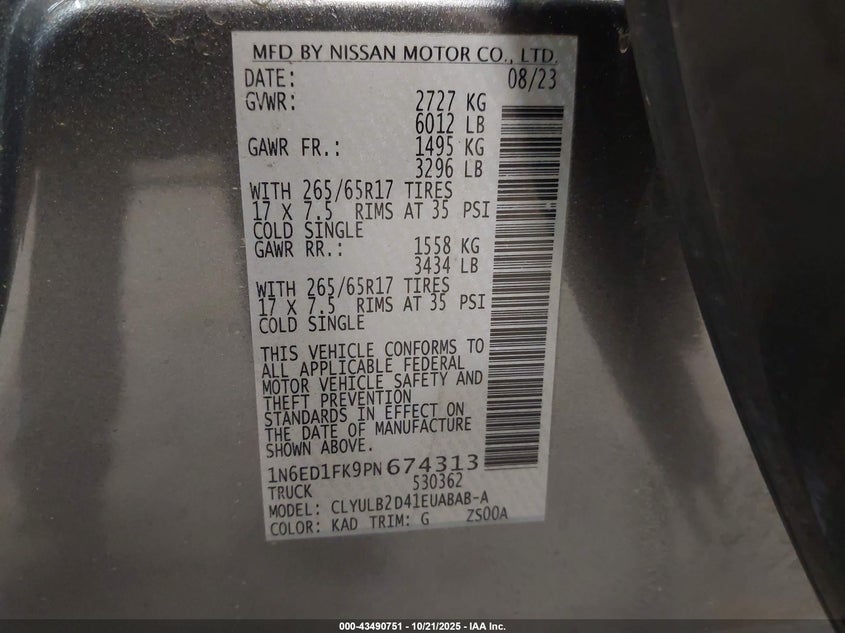 MFD BY NISSAN MOTOR CO., LTD.
DATE: 08/23
GVWR: 2727 KG
6012 LB
GAWR FR.: 1495 KG
3296 LB
WITH 265/65R17 TIRES
17 X 7.5 RIMS AT 35 PSI
COLD SINGLE
GAWR RR.: 1558 KG
3434 LB
WITH 265/65R17 TIRES
17 X 7.5 RIMS AT 35 PSI
COLD SINGLE
THIS VEHICLE CONFORMS TO
ALL APPLICABLE FEDERAL
MOTOR VEHICLE SAFETY AND
THEFT PREVENTION
STANDARDS IN EFFECT ON
THE DATE OF MANUFACTURE
SHOWN ABOVE.
1N6ED1FK9PN674313
TRUCK 530362
MODEL: CLYULB2D41EUABAB-A
COLOR: KAD TRIM: G ZS00A
000-43490751 - 10/21/2025 - IAA Inc.